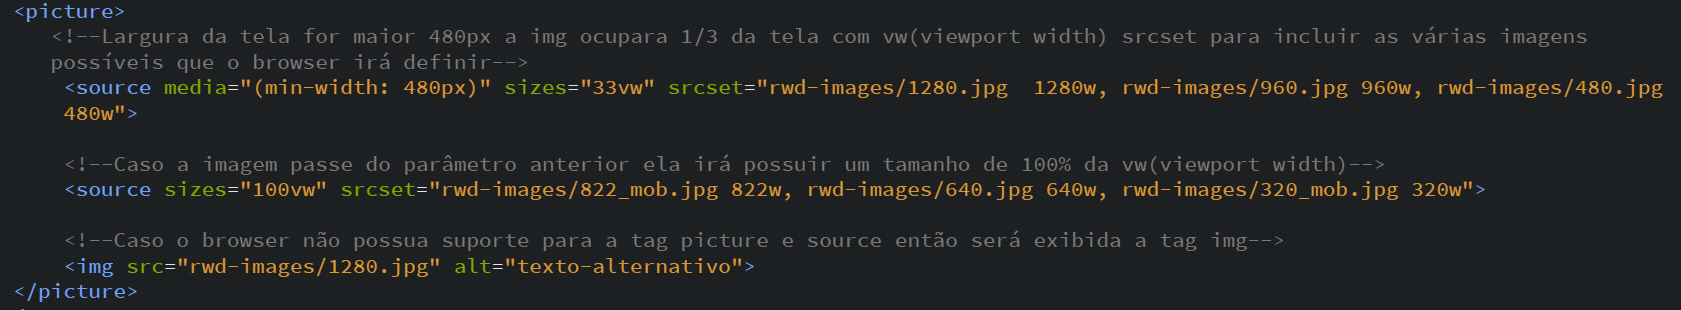 <picture>
<!--Largura da tela for maior 480px a img ocupara 1/3 da tela com vw(viewport width) srcset para incluir as várias imagens
possíveis que o browser irá definir-->
<source media="(min-width: 480px)" sizes="33vw" srcset="rwd-images/1280.jpg  1280w, rwd-images/960.jpg 960w, rwd-images/480.jpg
480w">
<!--Caso a imagem passe do parâmetro anterior ela irá possuir um tamanho de 100% da vw(viewport width)-->
<source sizes="100vw" srcset="rwd-images/822_mob.jpg 822w, rwd-images/640.jpg 640w, rwd-images/320_mob.jpg 320w">
<!--Caso o browser não possua suporte para a tag picture e source então será exibida a tag img-->
<img src="rwd-images/1280.jpg" alt="texto-alternativo">
</picture>